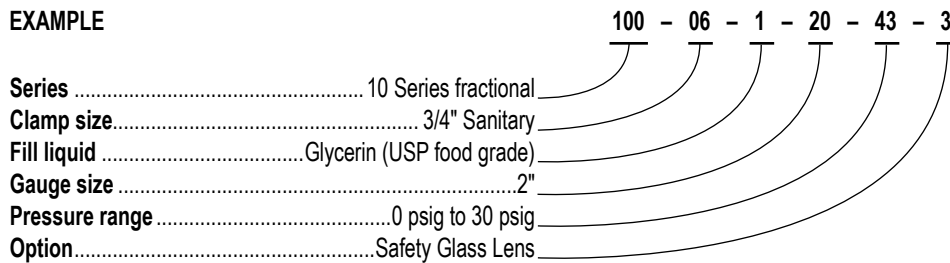 EXAMPLE 100 – 06 – 1 – 20 – 43 – 3
Series ..................................................... 10 Series fractional
Clamp size........................................................ 3/4" Sanitary
Fill liquid .....................................Glycerin (USP food grade)
Gauge size .........................................................................2"
Pressure range...........................................0 psig to 30 psig
Option.......................................................Safety Glass Lens